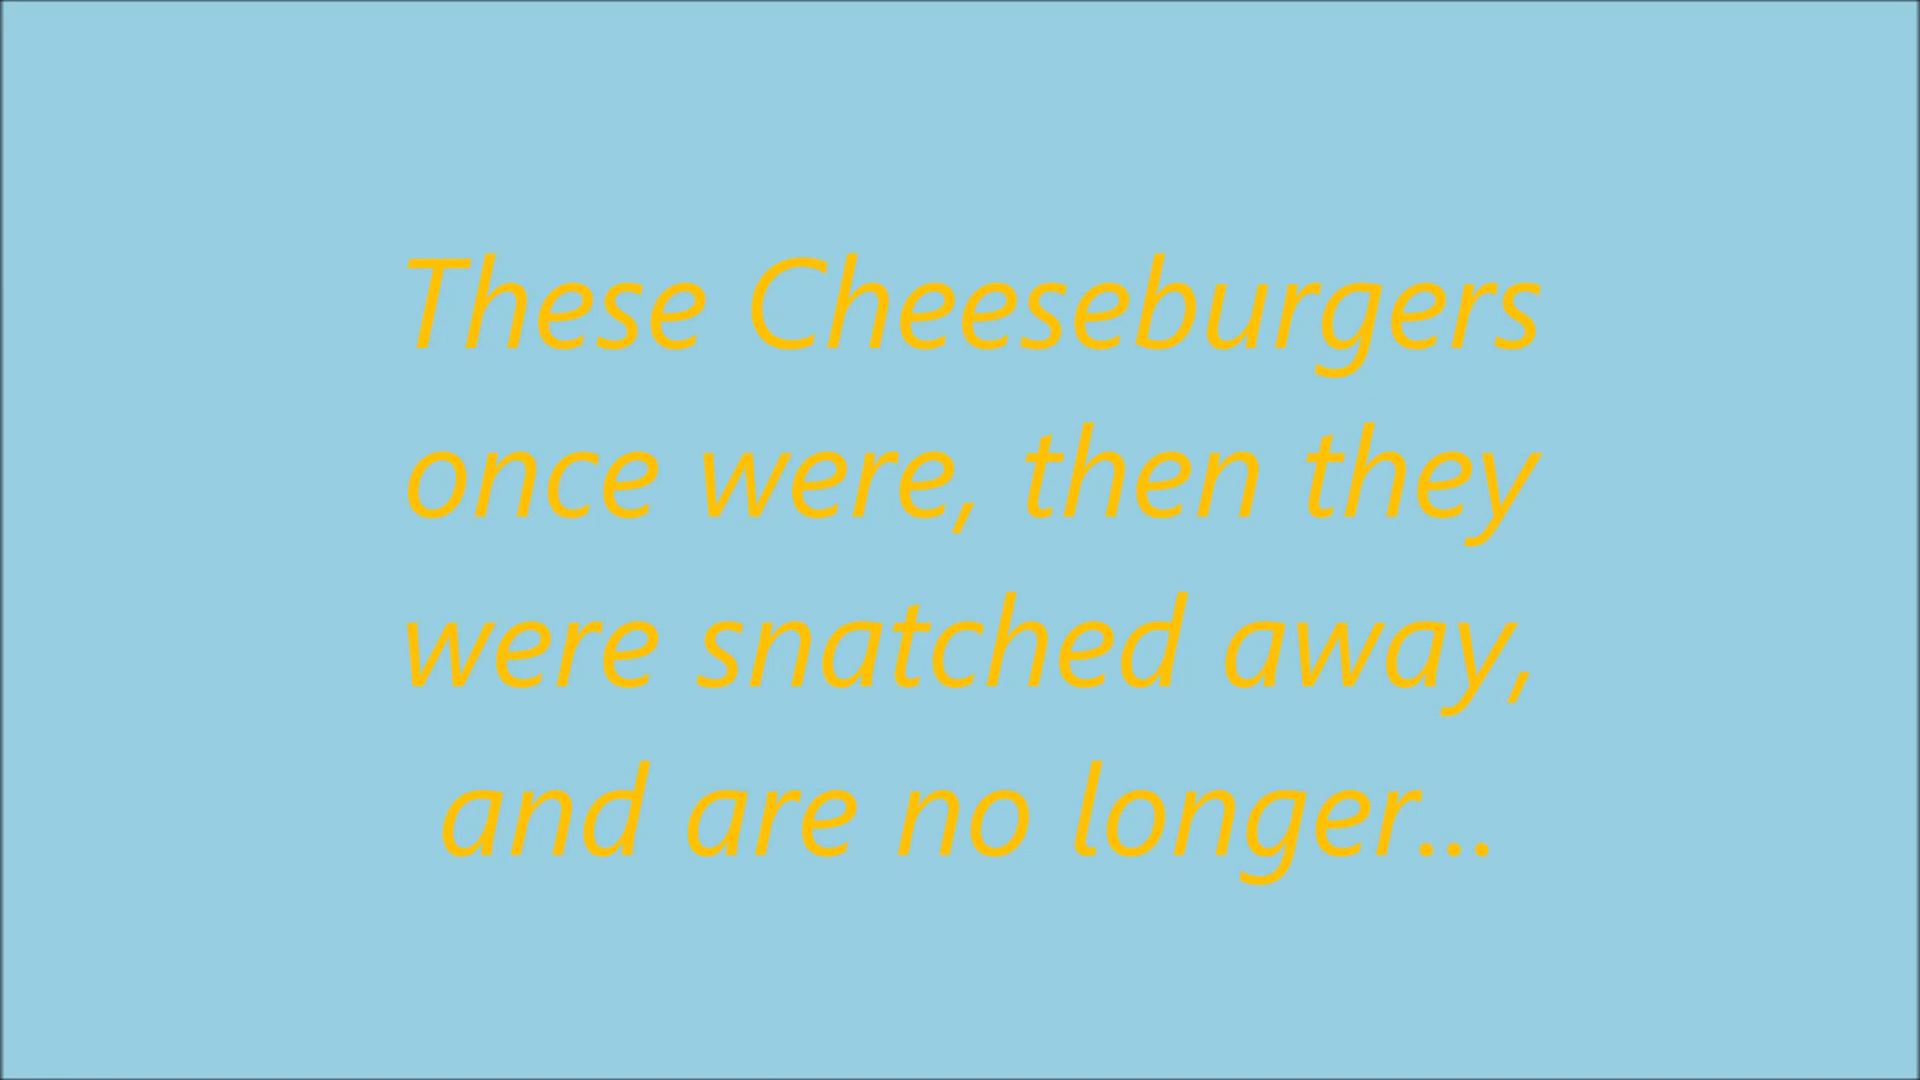 These Cheeseburgers
once were, then they
were snatched away,
and are no longer...